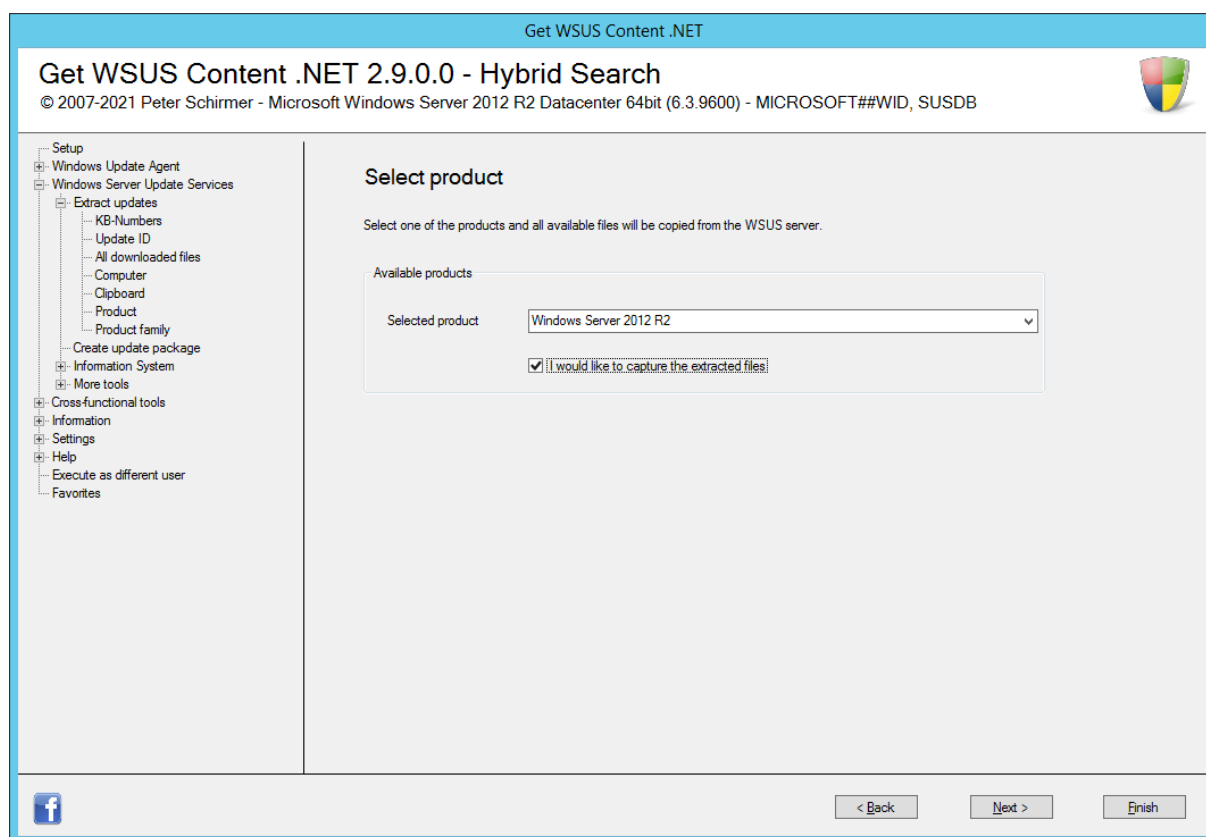 Get WSUS Content .NET
Get WSUS Content .NET 2.9.0.0 - Hybrid Search
© 2007-2021 Peter Schirmer - Microsoft Windows Server 2012 R2 Datacenter 64bit (6.3.9600) - MICROSOFT##WID, SUSDB
Setup
Windows Update Agent
Windows Server Update Services
Extract updates
KB-Numbers
Update ID
All downloaded files
Computer
Clipboard
Product
Product family
Create update package
Information System
More tools
Cross-functional tools
Information
Settings
Help
Execute as different user
Favorites
Select product
Select one of the products and all available files will be copied from the WSUS server.
Available products
Selected product Windows Server 2012 R2
I would like to capture the extracted files
f
< Back Next > Finish